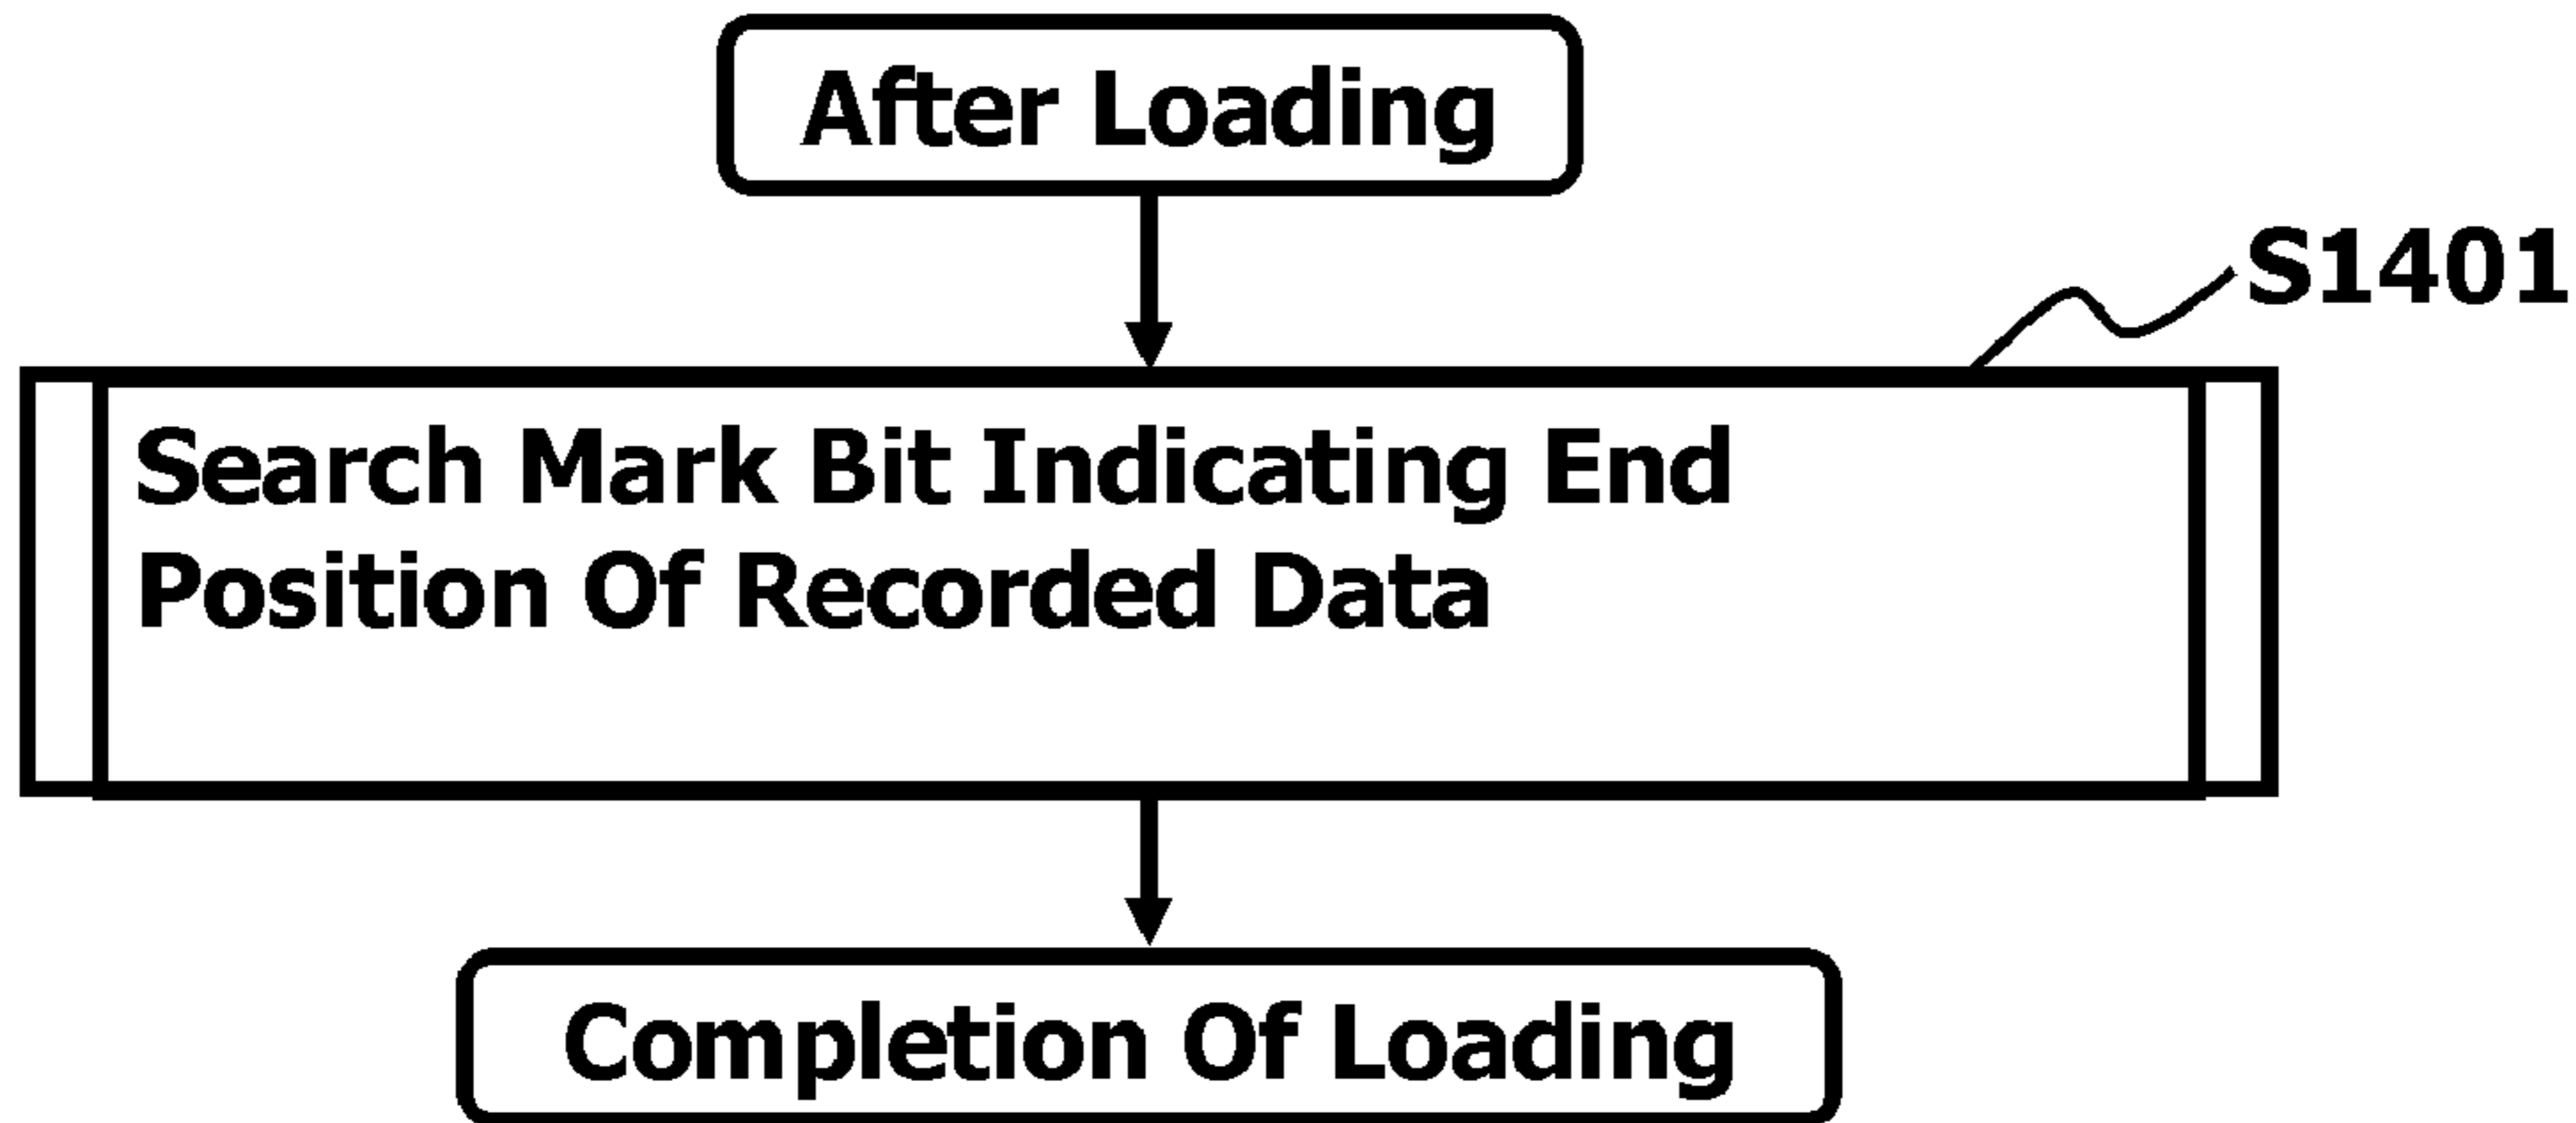 After Loading
S1401
Search Mark Bit Indicating End
Position Of Recorded Data
Completion Of Loading